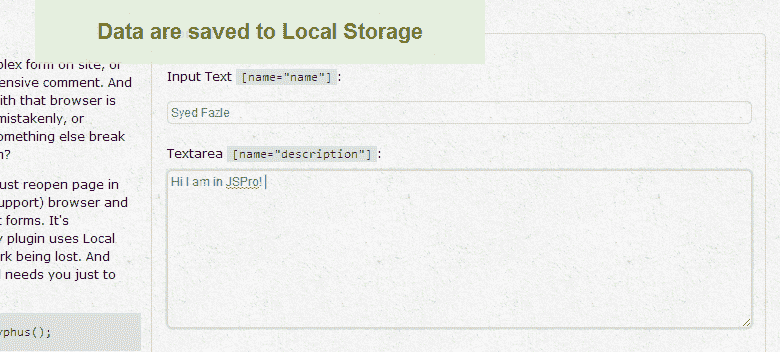 Data are saved to Local Storage
plex form on site, or
ensive comment. And
ith that browser is
mistakenly, or
omething else break
n?
ust reopen page in
upport) browser and
t forms. It's
y plugin uses Local
rk being lost. And
l needs you just to
yphus();
Input Text [name="name"]:
Syed Fazle
Textarea [name="description"]:
Hi I am in JSPro!